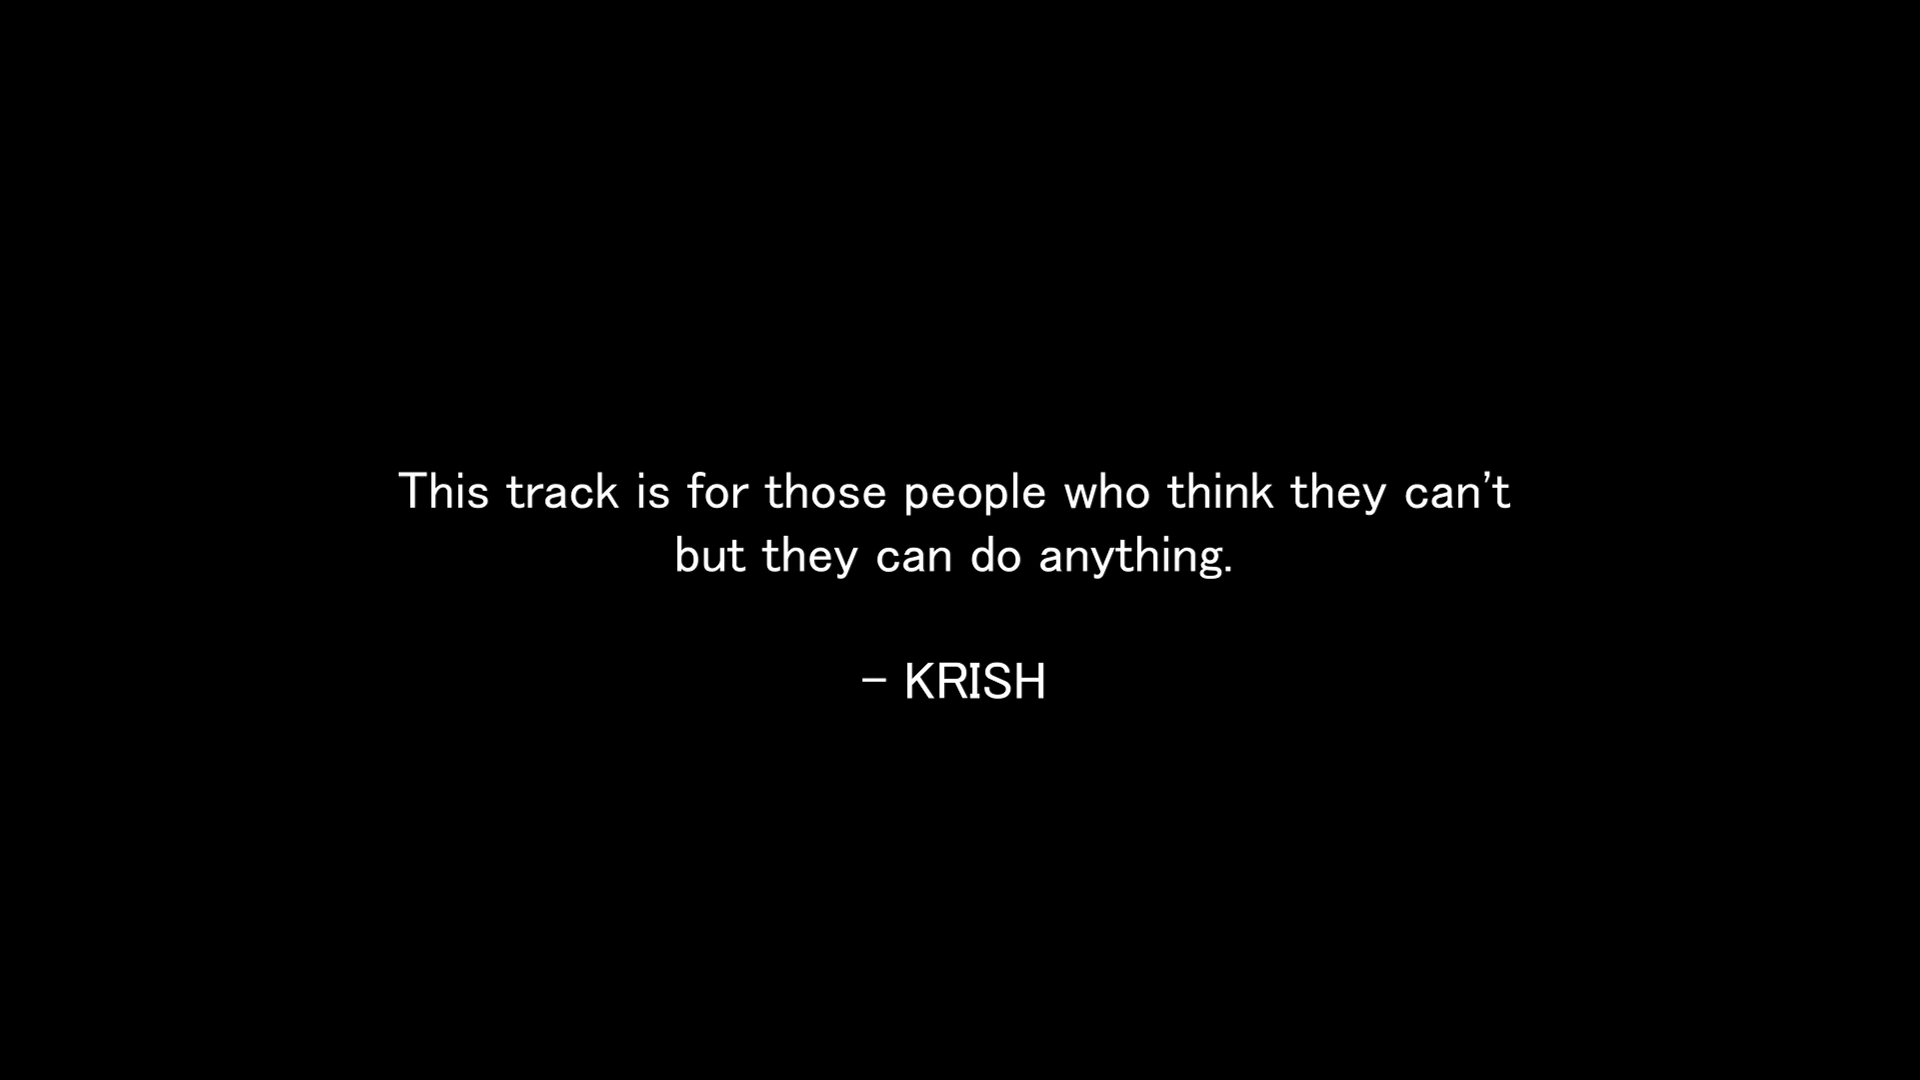 This track is for those people who think they can't
but they can do anything.
– KRISH